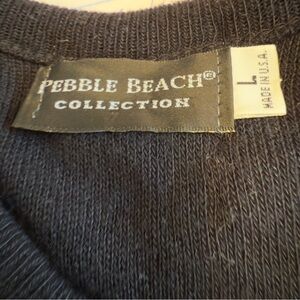 PEBBLE BEACH®
COLLECTION
L
MADE IN U.S.A.